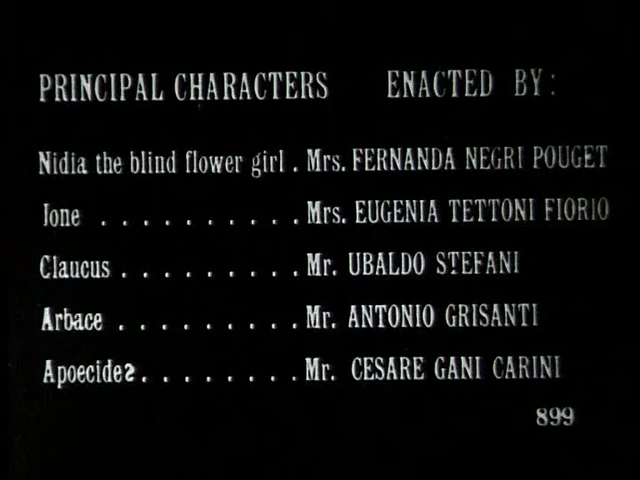 PRINCIPAL CHARACTERS ENACTED BY:
Nidia the blind flower girl . Mrs. FERNANDA NEGRI POUGET
Jone . . . . . . . . . . Mrs. EUGENIA TETTONI FIORIO
Claucus . . . . . . . . . Mr. UBALDO STEFANI
Arbace . . . . . . . . . Mr. ANTONIO GRISANTI
Apoecides. . . . . . . . Mr. CESARE GANI CARINI
899